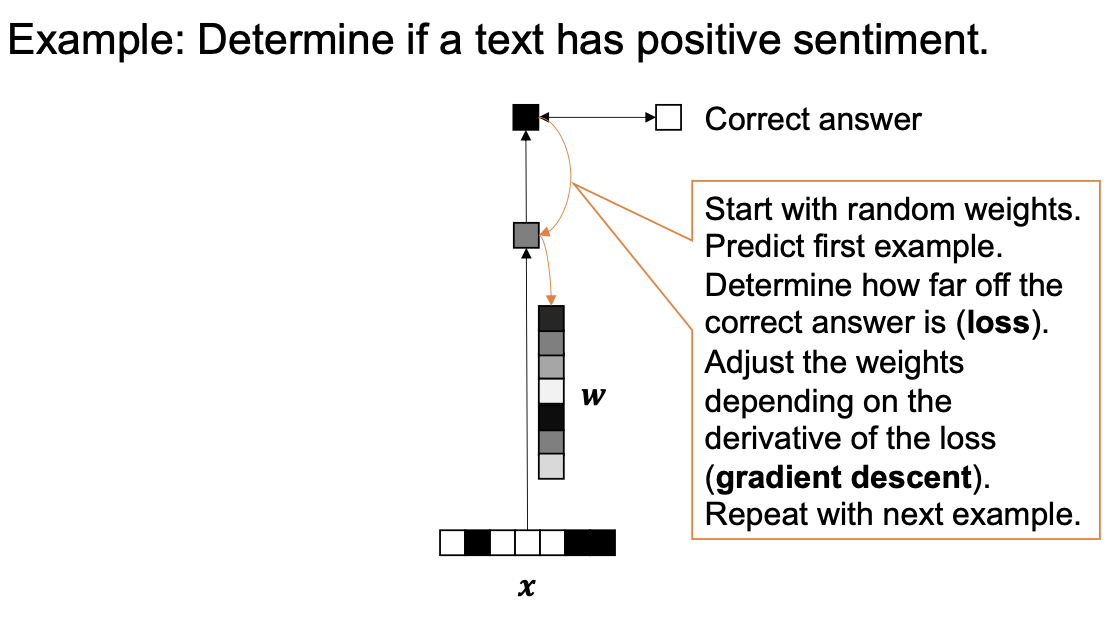 Example: Determine if a text has positive sentiment.
Correct answer
Start with random weights.
Predict first example.
Determine how far off the
correct answer is (loss).
Adjust the weights
depending on the
derivative of the loss
(gradient descent).
Repeat with next example.
w
x